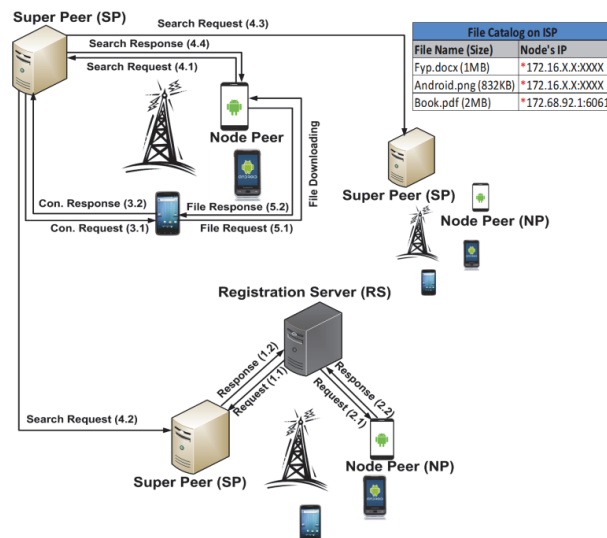 Super Peer (SP)
Search Request (4.3)
Search Response (4.4)
Search Request (4.1)
Node Peer
File Downloading
Con. Response (3.2)
File Response (5.2)
Con. Request (3.1)
File Request (5.1)
File Catalog on ISP
File Name (Size) Node's IP
Fyp.docx (1MB) *172.16.X.X:XXXX
Android.png (832KB) *172.16.X.X:XXXX
Book.pdf (2MB) *172.68.92.1:6061
Super Peer (SP)
Node Peer (NP)
Registration Server (RS)
Response (1.2)
Request (1.1)
Response (2.2)
Request (2.1)
Search Request (4.2)
Super Peer (SP)
Node Peer (NP)